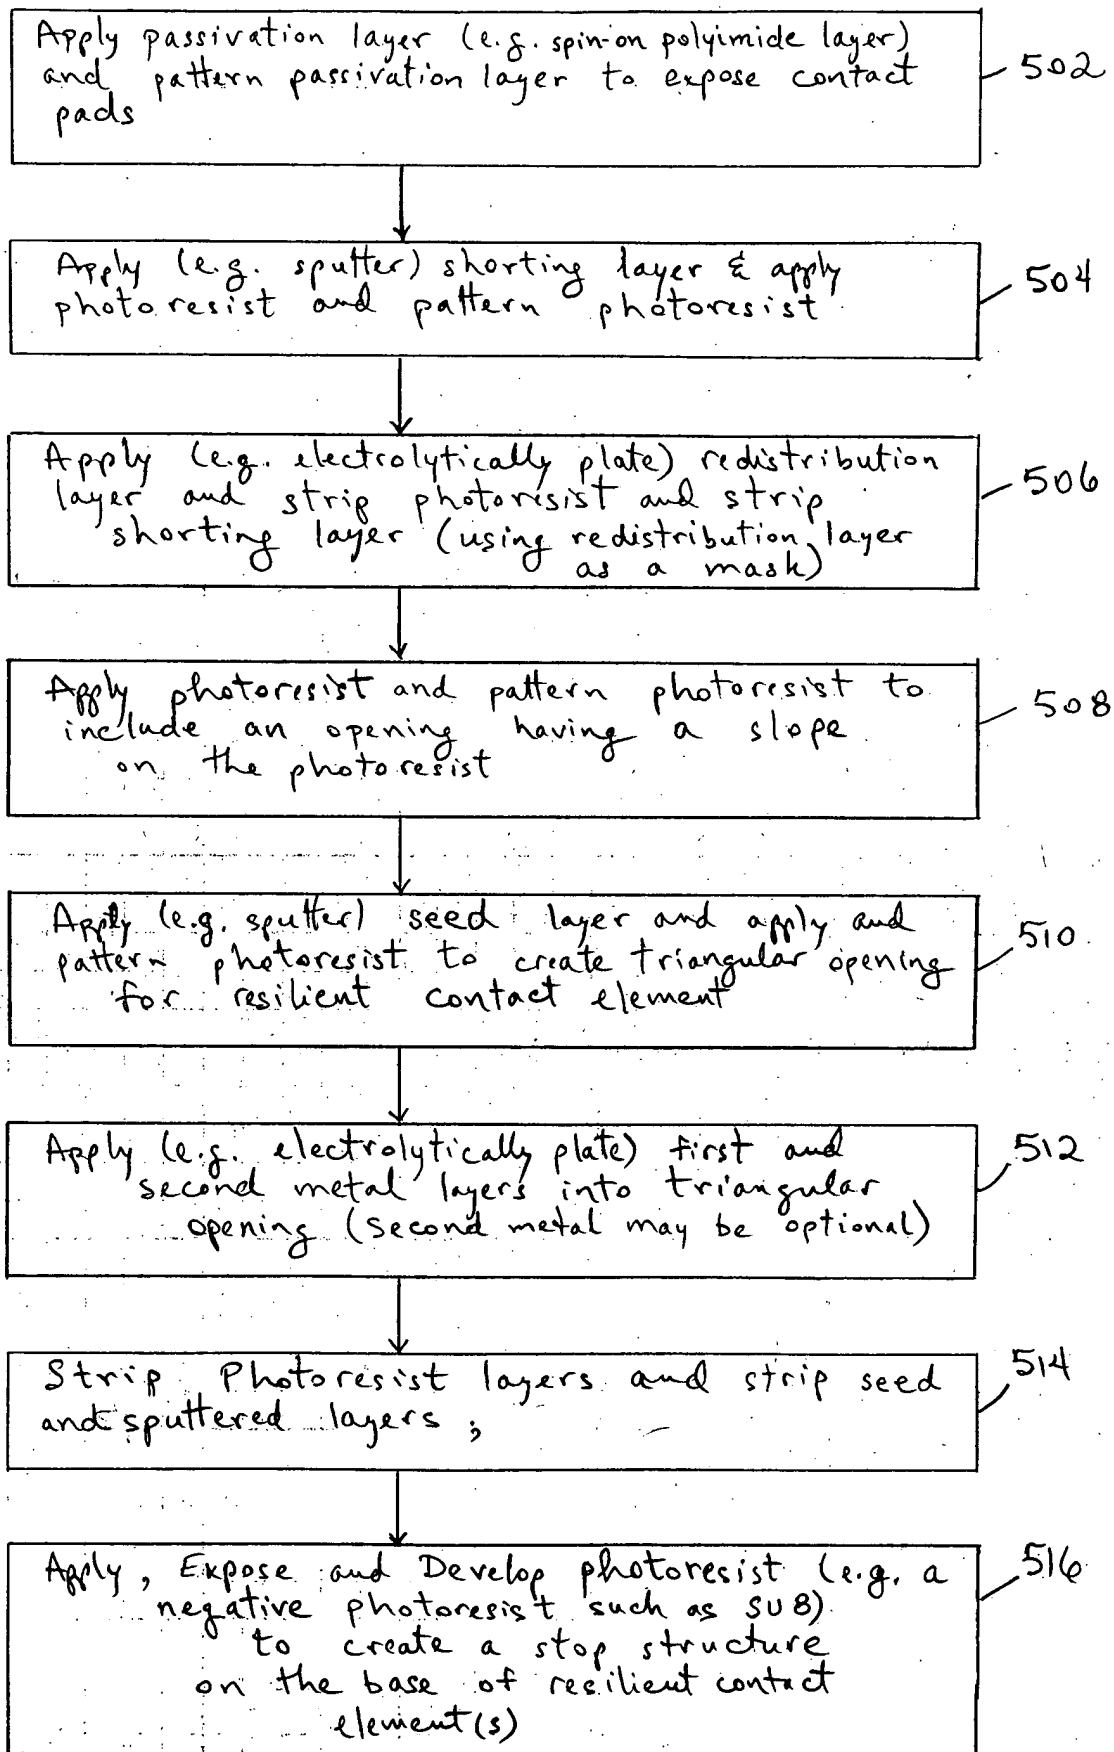 Apply passivation layer (e.g. spin-on polyimide layer)
and pattern passivation layer to expose contact
pads
502
Apply (e.g. sputter) shorting layer & apply
photoresist and pattern photoresist
504
Apply (e.g. electrolytically plate) redistribution
layer and strip photoresist and strip
shorting layer (using redistribution layer
as a mask)
506
Apply photoresist and pattern photoresist to
include an opening having a slope
on the photoresist
508
Apply (e.g. sputter) seed layer and apply and
pattern photoresist to create triangular opening
for resilient contact element
510
Apply (e.g. electrolytically plate) first and
second metal layers into triangular
opening (second metal may be optional)
512
Strip Photoresist layers and strip seed
and sputtered layers ;
514
Apply, Expose and Develop photoresist (e.g. a
negative photoresist such as SU8)
to create a stop structure
on the base of resilient contact
element(s)
516